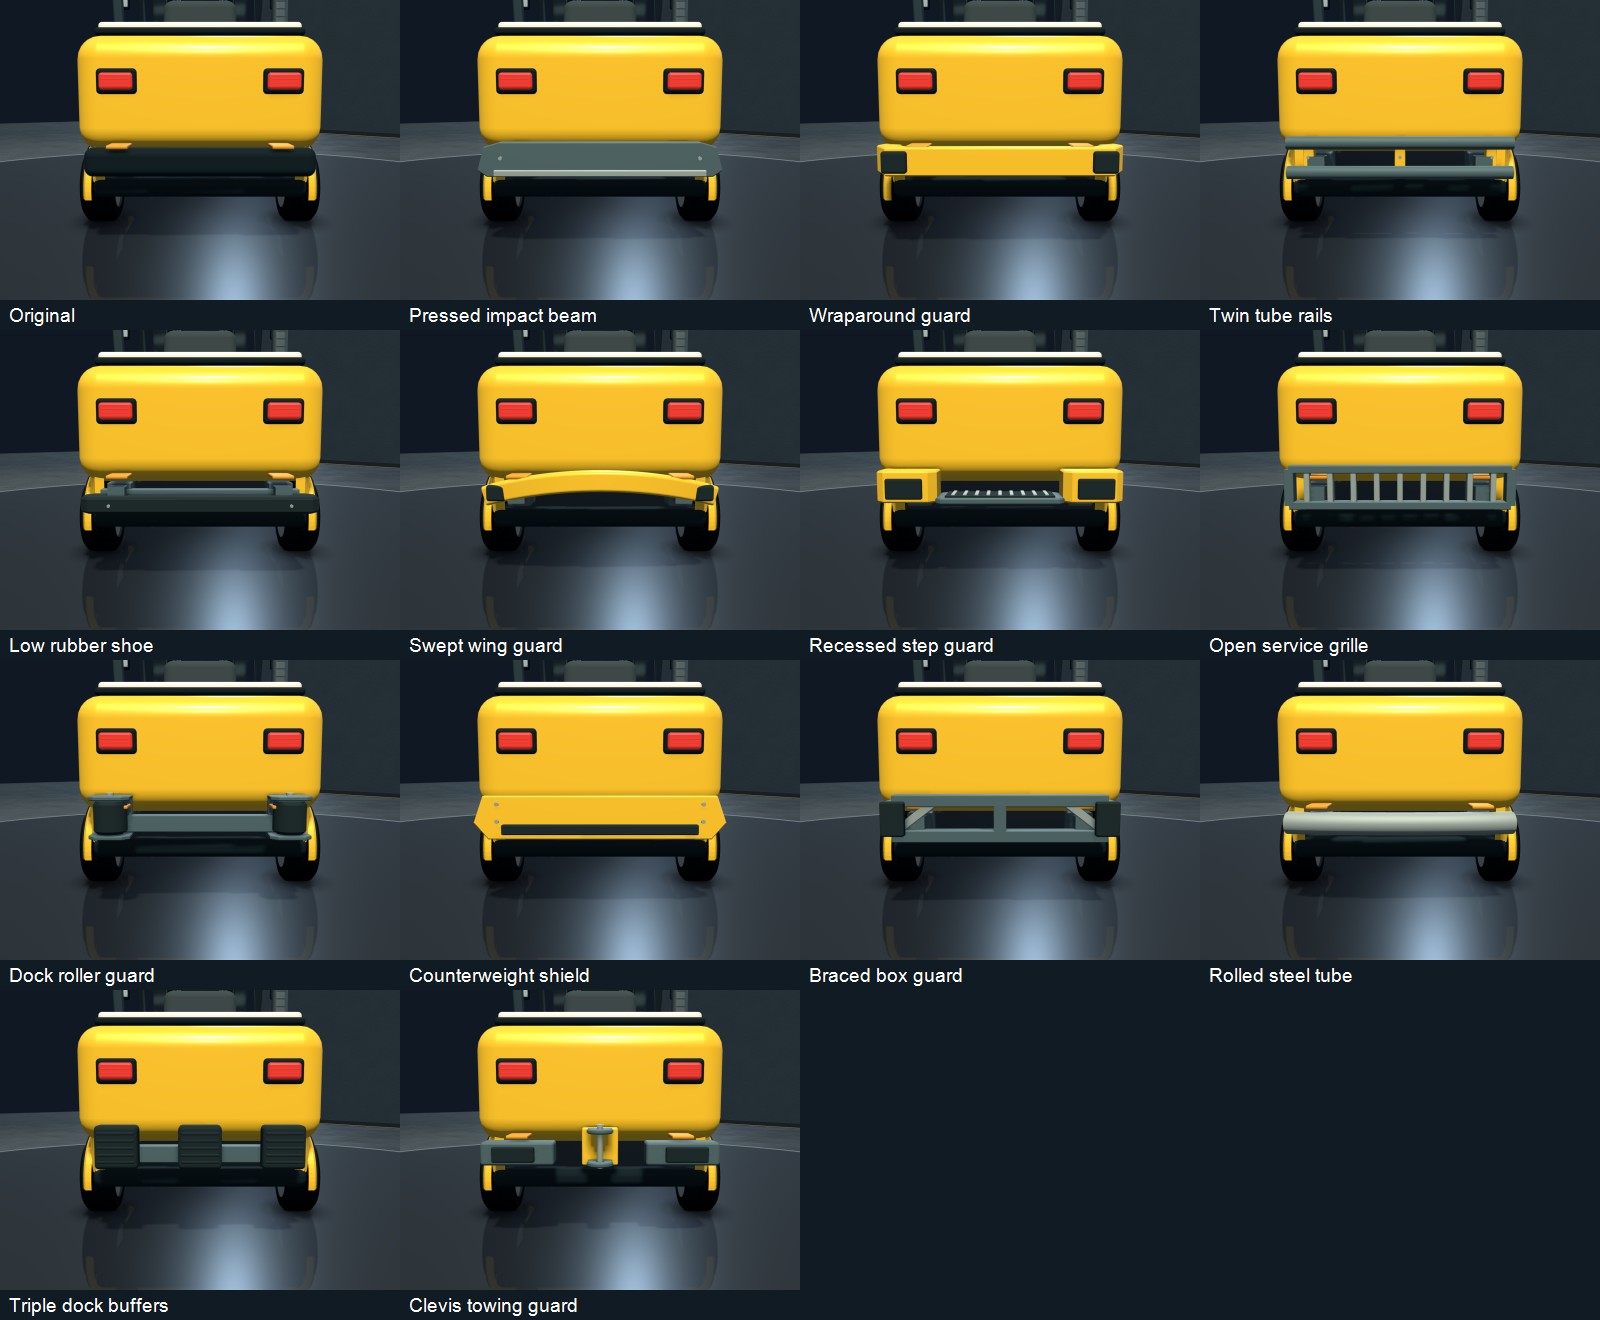 Original
Pressed impact beam
Wraparound guard
Twin tube rails
Low rubber shoe
Swept wing guard
Recessed step guard
Open service grille
Dock roller guard
Counterweight shield
Braced box guard
Rolled steel tube
Triple dock buffers
Clevis towing guard